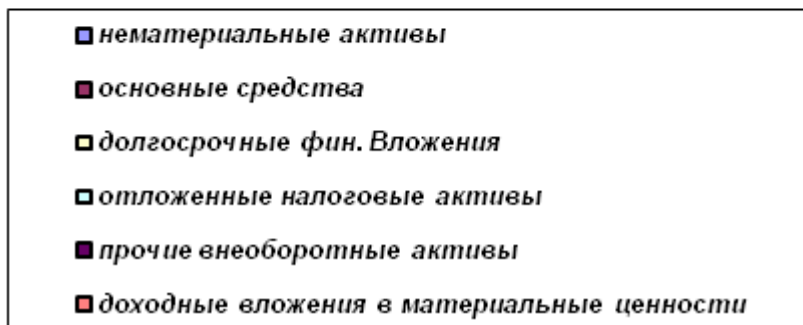 нематериальные активы
основные средства
долгосрочные фин. Вложения
отложенные налоговые активы
прочие внеоборотные активы
доходные вложения в материальные ценности